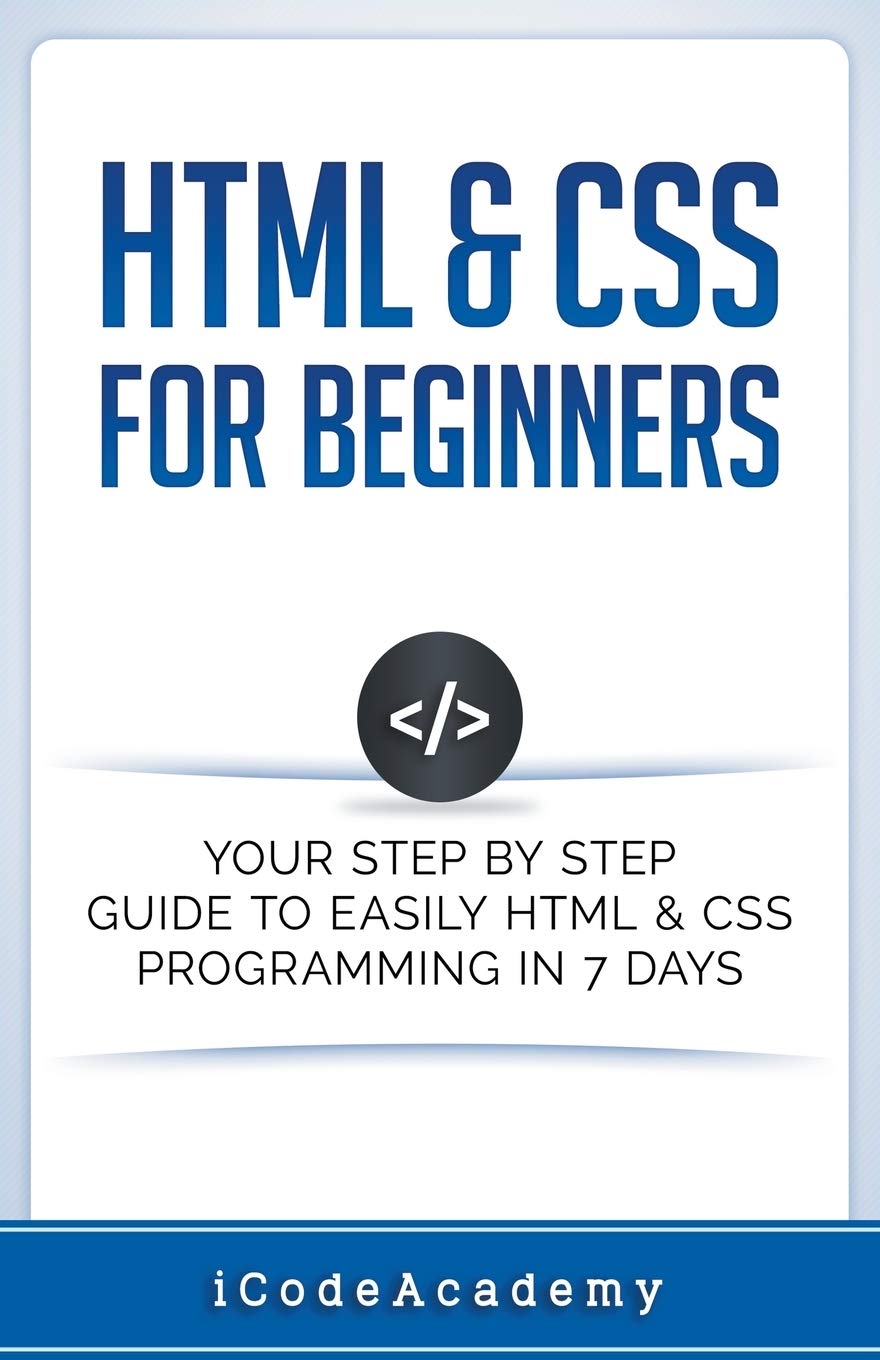 HTML & CSS
FOR BEGINNERS
</>
YOUR STEP BY STEP
GUIDE TO EASILY HTML & CSS
PROGRAMMING IN 7 DAYS
iCodeAcademy